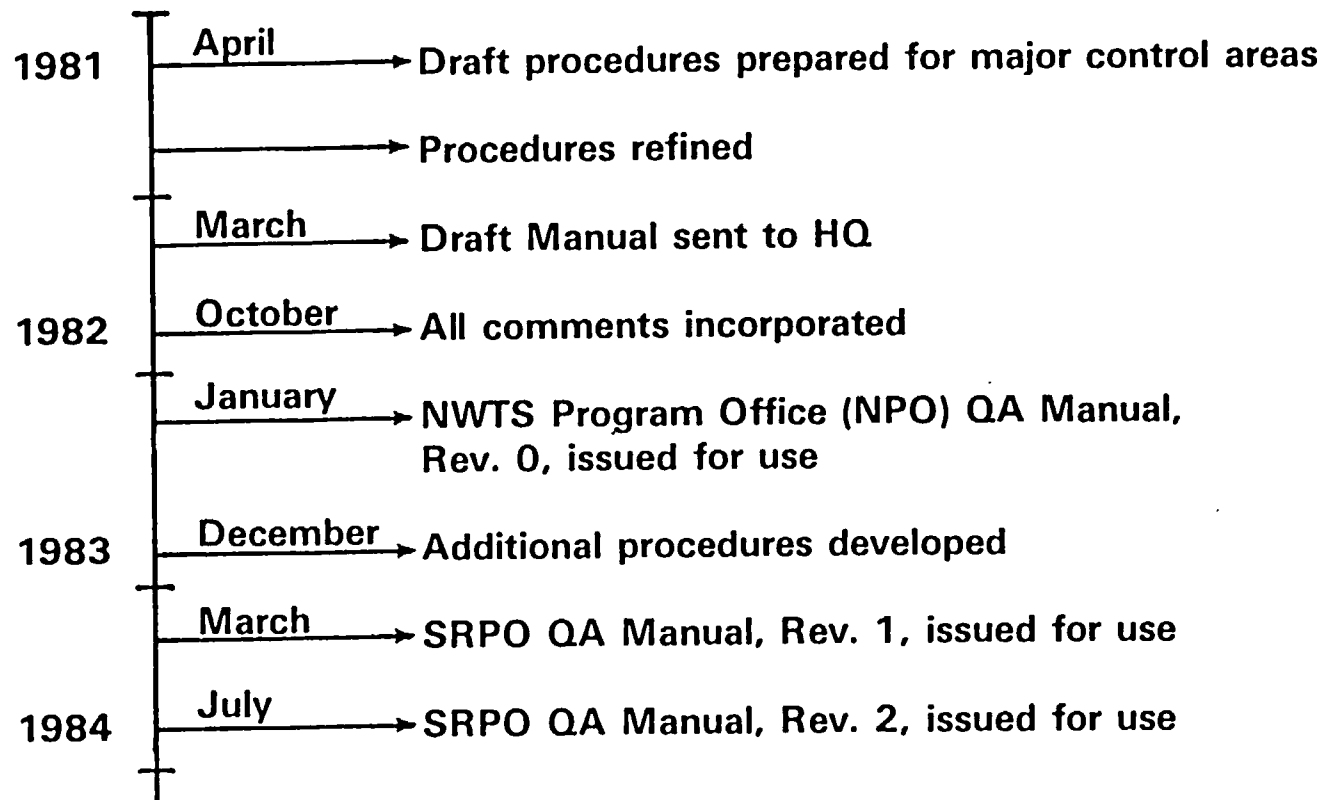 1981 April Draft procedures prepared for major control areas
Procedures refined
March Draft Manual sent to HQ
1982 October All comments incorporated
January NWTS Program Office (NPO) QA Manual,
Rev. 0, issued for use
1983 December Additional procedures developed
March SRPO QA Manual, Rev. 1, issued for use
1984 July SRPO QA Manual, Rev. 2, issued for use